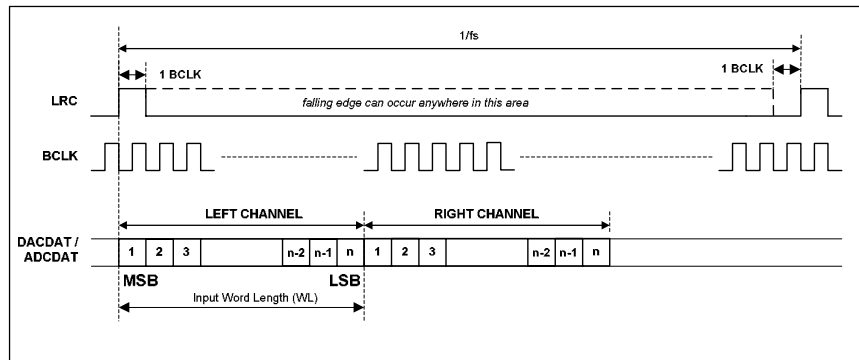 1/fs
1 BCLK
1 BCLK
LRC
falling edge can occur anywhere in this area
BCLK
LEFT CHANNEL
RIGHT CHANNEL
DACDAT /
ADCDAT
1 2 3 n-2 n-1 n 1 2 3 n-2 n-1 n
MSB LSB
Input Word Length (WL)